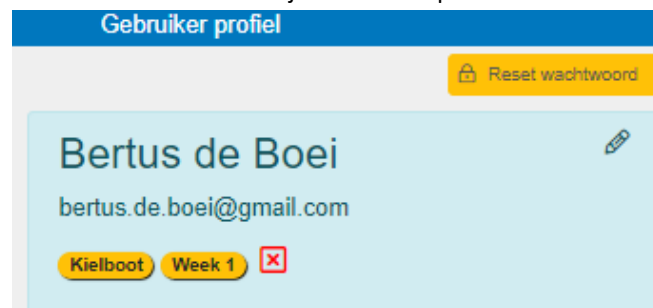 Gebruiker profiel
Reset wachtwoord
Bertus de Boei
bertus.de.boei@gmail.com
Kielboot Week 1